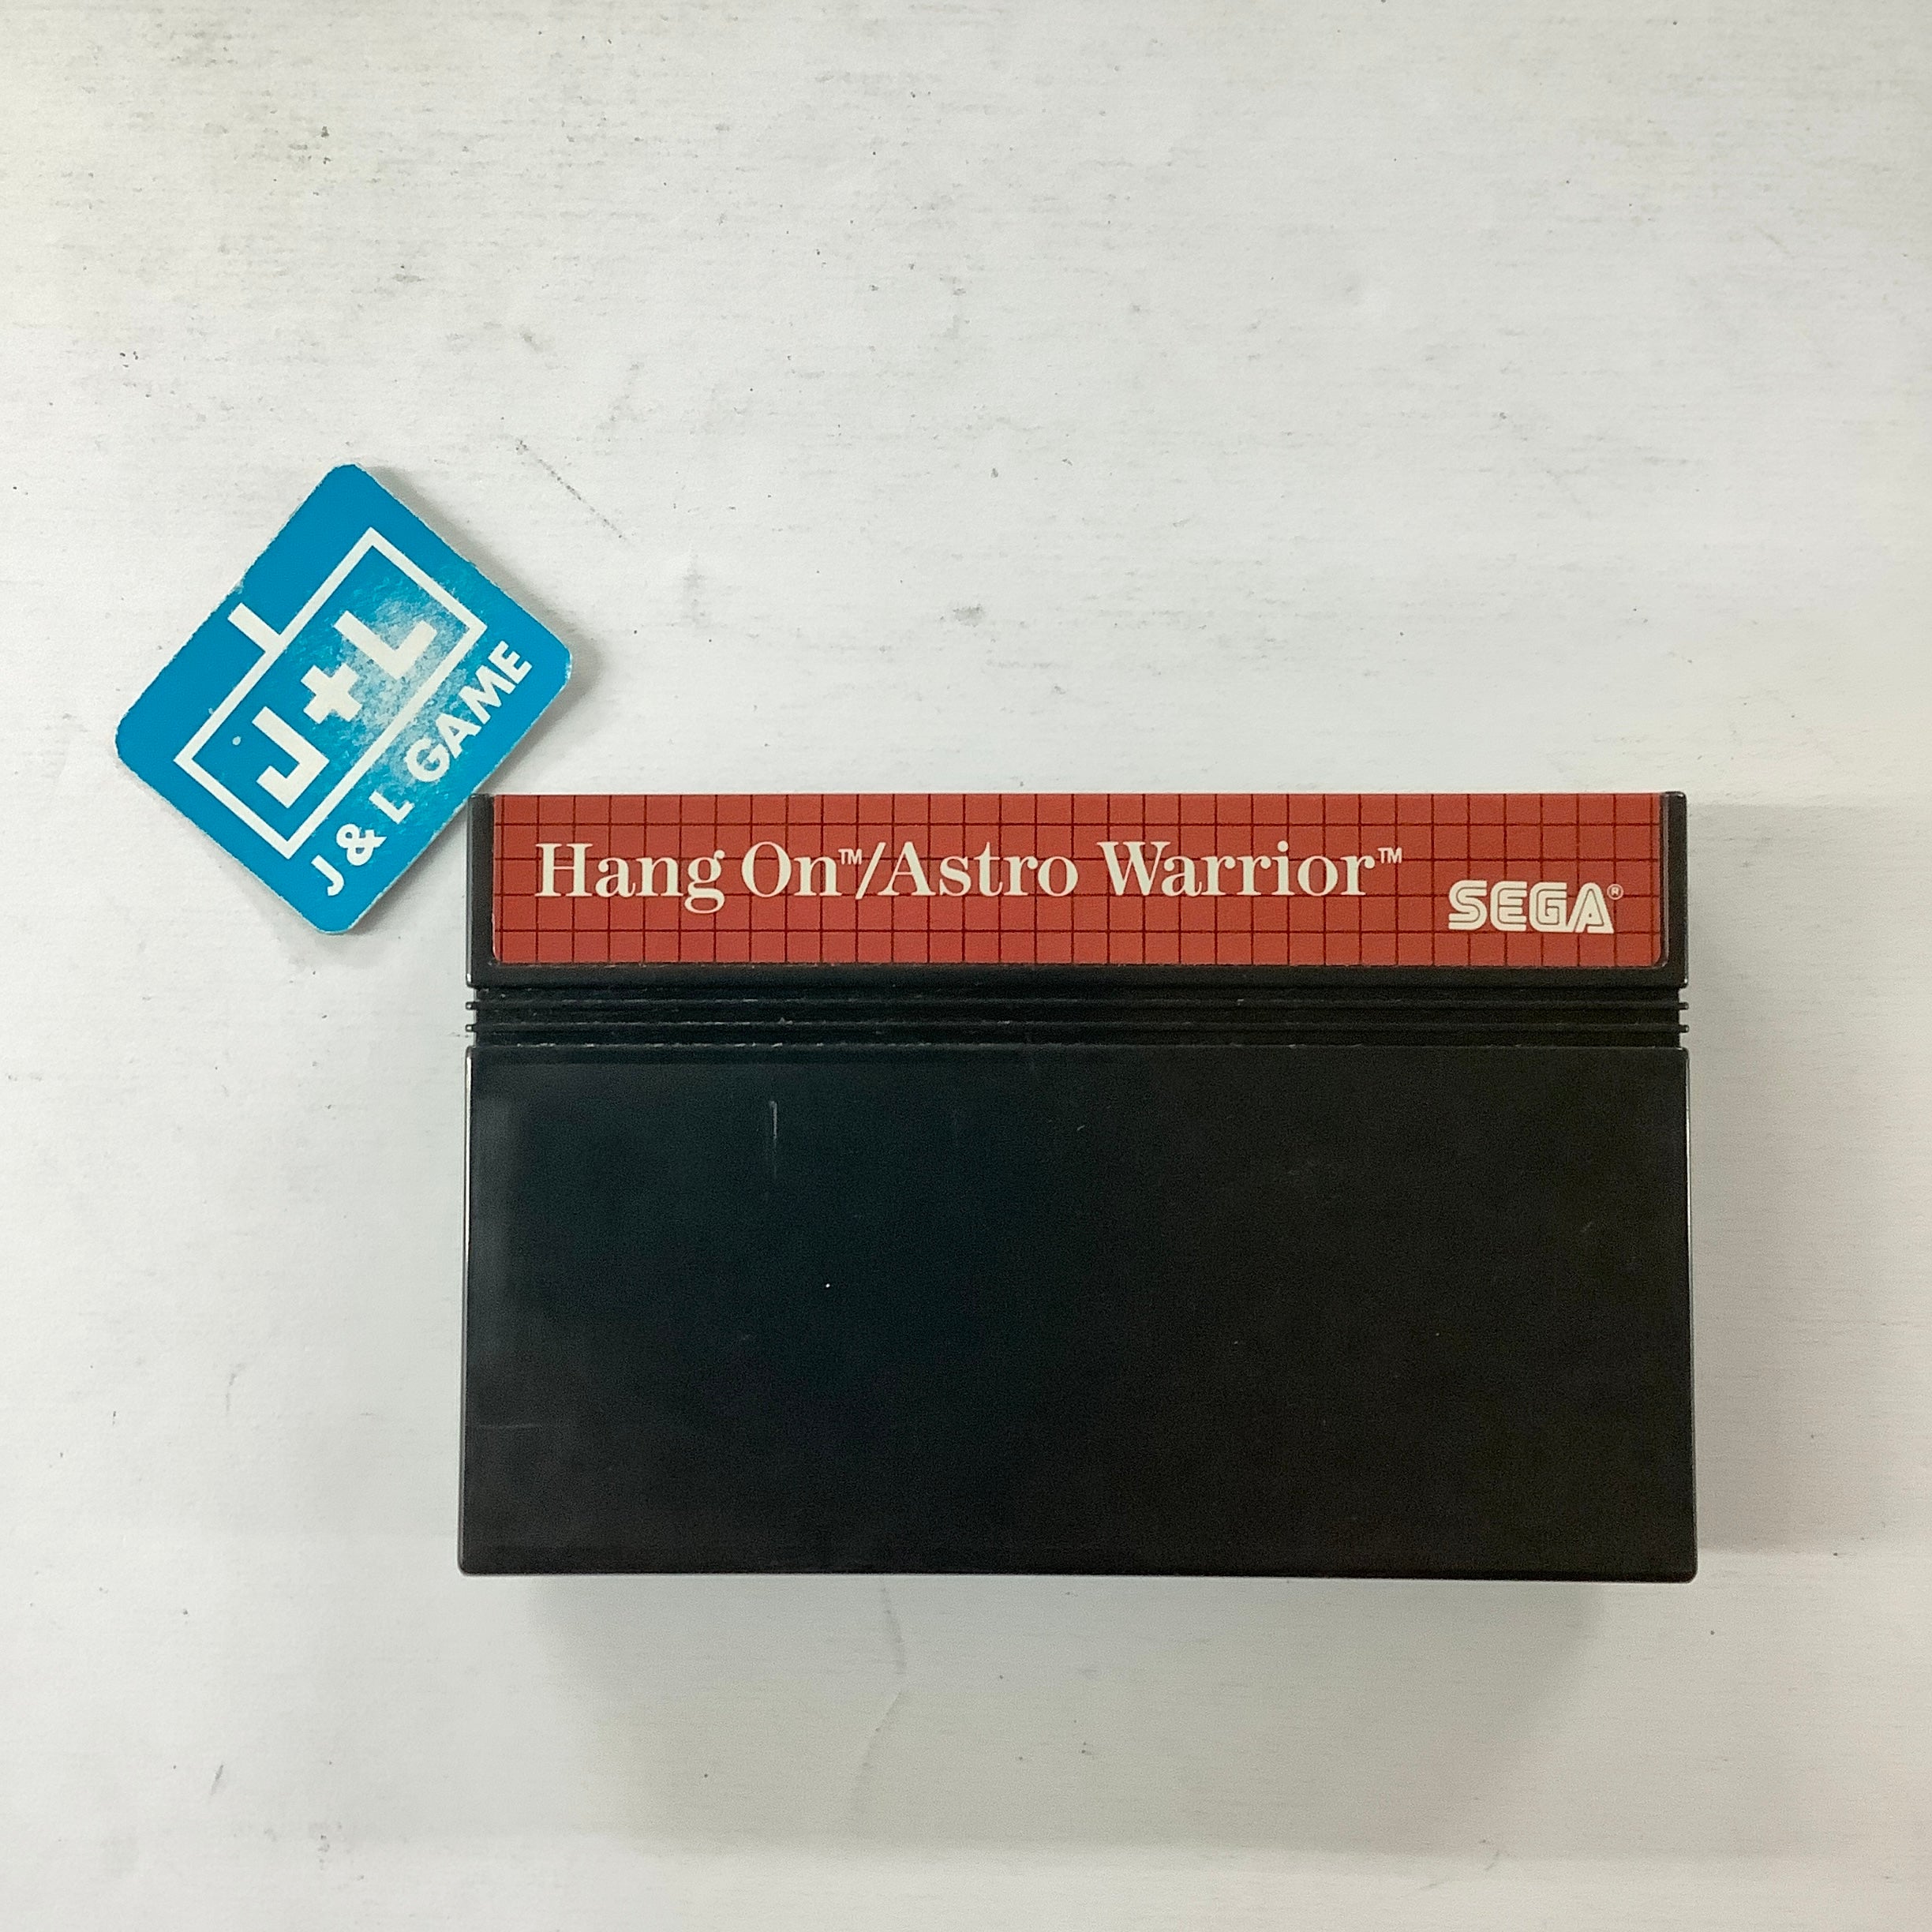 J+L
J & L GAME
Hang On™/Astro Warrior™
SEGA®